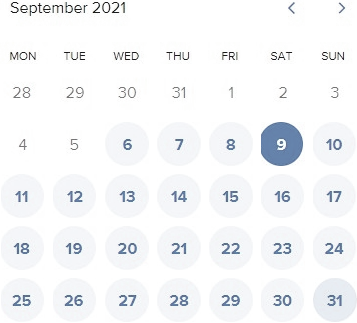 September 2021
MON TUE WED THU FRI SAT SUN
28 29 30 31 1 2 3
4 5 6 7 8 9 10
11 12 13 14 15 16 17
18 19 20 21 22 23 24
25 26 27 28 29 30 31